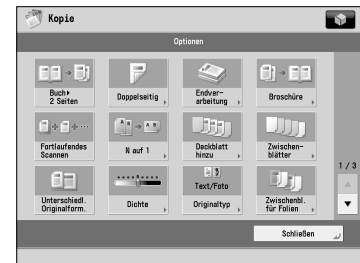 Kopie
Optionen
Buch▸
2 Seiten
Doppelseitig
Endver-
arbeitung
Broschüre
Fortlaufendes
Scannen
N auf 1
Deckblatt
hinzu
Zwischen-
blätter
1 / 3
Unterschiedl.
Originalform.
Dichte
Text/Foto
Originaltyp
Zwischenbl.
für Folien
Schließen